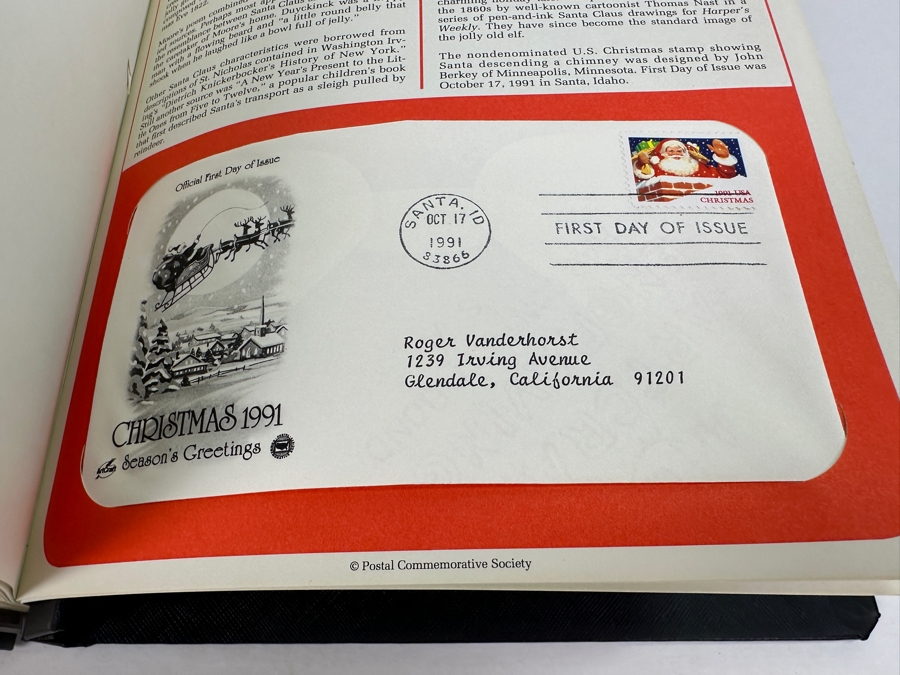 Eve 1822.
Moore's poem combined
the resemblance between Santa
maker of Moore's home. Duyckinck was a
man with a flowing beard and "a little round belly that
shook when he laughed like a bowl full of jelly."
Other Santa Claus characteristics were borrowed from
descriptions of St. Nicholas contained in Washington Irv-
ing's "Dietrich Knickerbocker's History of New York."
Still another source was "A New Year's Present to the Lit-
tle Ones from Five to Twelve," a popular children's book
that first described Santa's transport as a sleigh pulled by
reindeer.
charming holiday
the 1860s by well-known cartoonist Thomas Nast in a
series of pen-and-ink Santa Claus drawings for Harper's
Weekly. They have since become the standard image of
the jolly old elf.
The nondenominated U.S. Christmas stamp showing
Santa descending a chimney was designed by John
Berkey of Minneapolis, Minnesota. First Day of Issue was
October 17, 1991 in Santa, Idaho.
Official First Day of Issue
SANTA, ID
OCT 17
1991
83866
1991 USA
CHRISTMAS
FIRST DAY OF ISSUE
Roger Vanderhorst
1239 Irving Avenue
Glendale, California 91201
CHRISTMAS 1991
Season's Greetings
ArtCraft
© Postal Commemorative Society